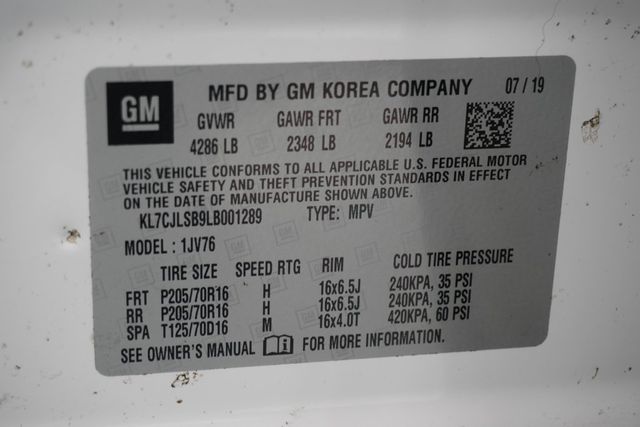 GM
MFD BY GM KOREA COMPANY 07/19
GVWR GAWR FRT GAWR RR
4286 LB 2348 LB 2194 LB
THIS VEHICLE CONFORMS TO ALL APPLICABLE U.S. FEDERAL MOTOR
VEHICLE SAFETY AND THEFT PREVENTION STANDARDS IN EFFECT
ON THE DATE OF MANUFACTURE SHOWN ABOVE.
KL7CJLSB9LB001289 TYPE: MPV
MODEL : 1JV76
TIRE SIZE SPEED RTG RIM COLD TIRE PRESSURE
FRT P205/70R16 H 16x6.5J 240KPA, 35 PSI
RR P205/70R16 H 16x6.5J 240KPA, 35 PSI
SPA T125/70D16 M 16x4.0T 420KPA, 60 PSI
SEE OWNER'S MANUAL FOR MORE INFORMATION.